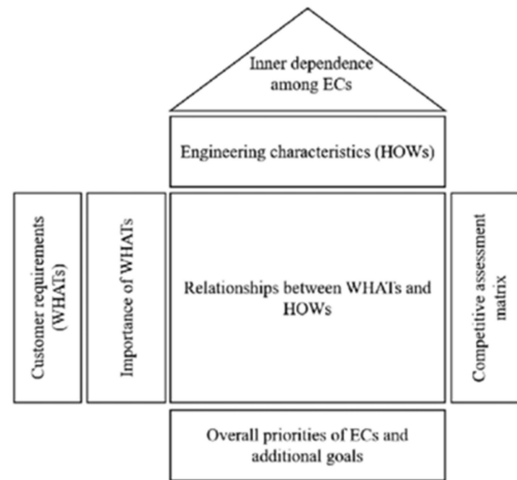 Inner dependence
among ECs
Engineering characteristics (HOWs)
Customer requirements
(WHATs)
Importance of WHATs
Relationships between WHATs and
HOWs
Competitive assessment
matrix
Overall priorities of ECs and
additional goals